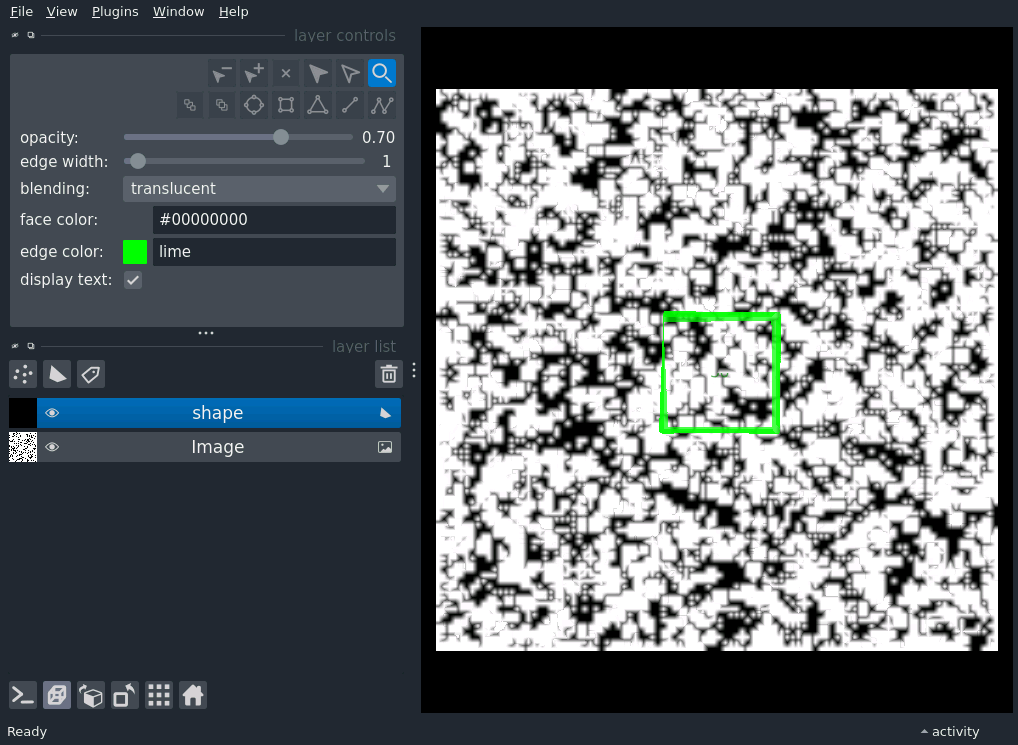 File View Plugins Window Help
layer controls
opacity: 0.70
edge width: 1
blending: translucent
face color: #00000000
edge color: lime
display text:
layer list
shape
Image
Ready activity